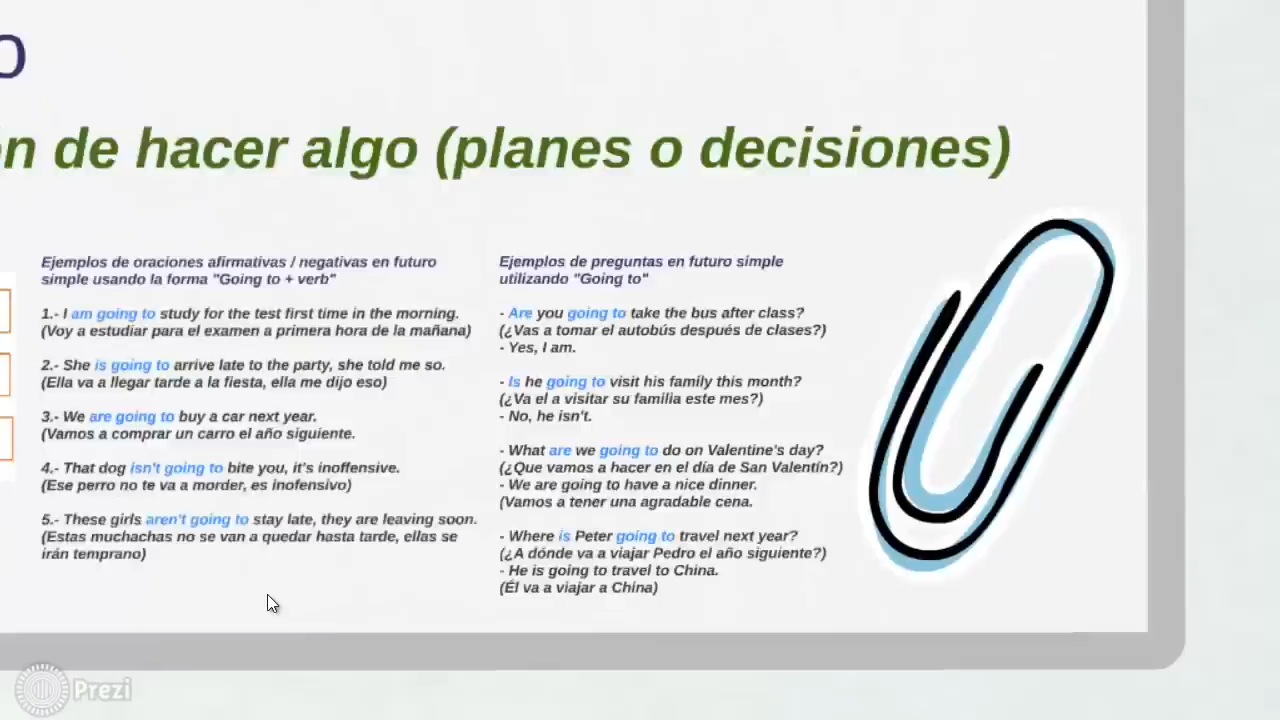 o
ón de hacer algo (planes o decisiones)
Ejemplos de oraciones afirmativas / negativas en futuro
simple usando la forma "Going to + verb"
1.- I am going to study for the test first time in the morning.
(Voy a estudiar para el examen a primera hora de la mañana)
2.- She is going to arrive late to the party, she told me so.
(Ella va a llegar tarde a la fiesta, ella me dijo eso)
3.- We are going to buy a car next year.
(Vamos a comprar un carro el año siguiente.
4.- That dog isn't going to bite you, it's inoffensive.
(Ese perro no te va a morder, es inofensivo)
5.- These girls aren't going to stay late, they are leaving soon.
(Estas muchachas no se van a quedar hasta tarde, ellas se
irán temprano)
Ejemplos de preguntas en futuro simple
utilizando "Going to"
- Are you going to take the bus after class?
(¿Vas a tomar el autobús después de clases?)
- Yes, I am.
- Is he going to visit his family this month?
(¿Va el a visitar su familia este mes?)
- No, he isn't.
- What are we going to do on Valentine's day?
(¿Que vamos a hacer en el día de San Valentín?)
- We are going to have a nice dinner.
(Vamos a tener una agradable cena.
- Where is Peter going to travel next year?
(¿A dónde va a viajar Pedro el año siguiente?)
- He is going to travel to China.
(Él va a viajar a China)
Prezi